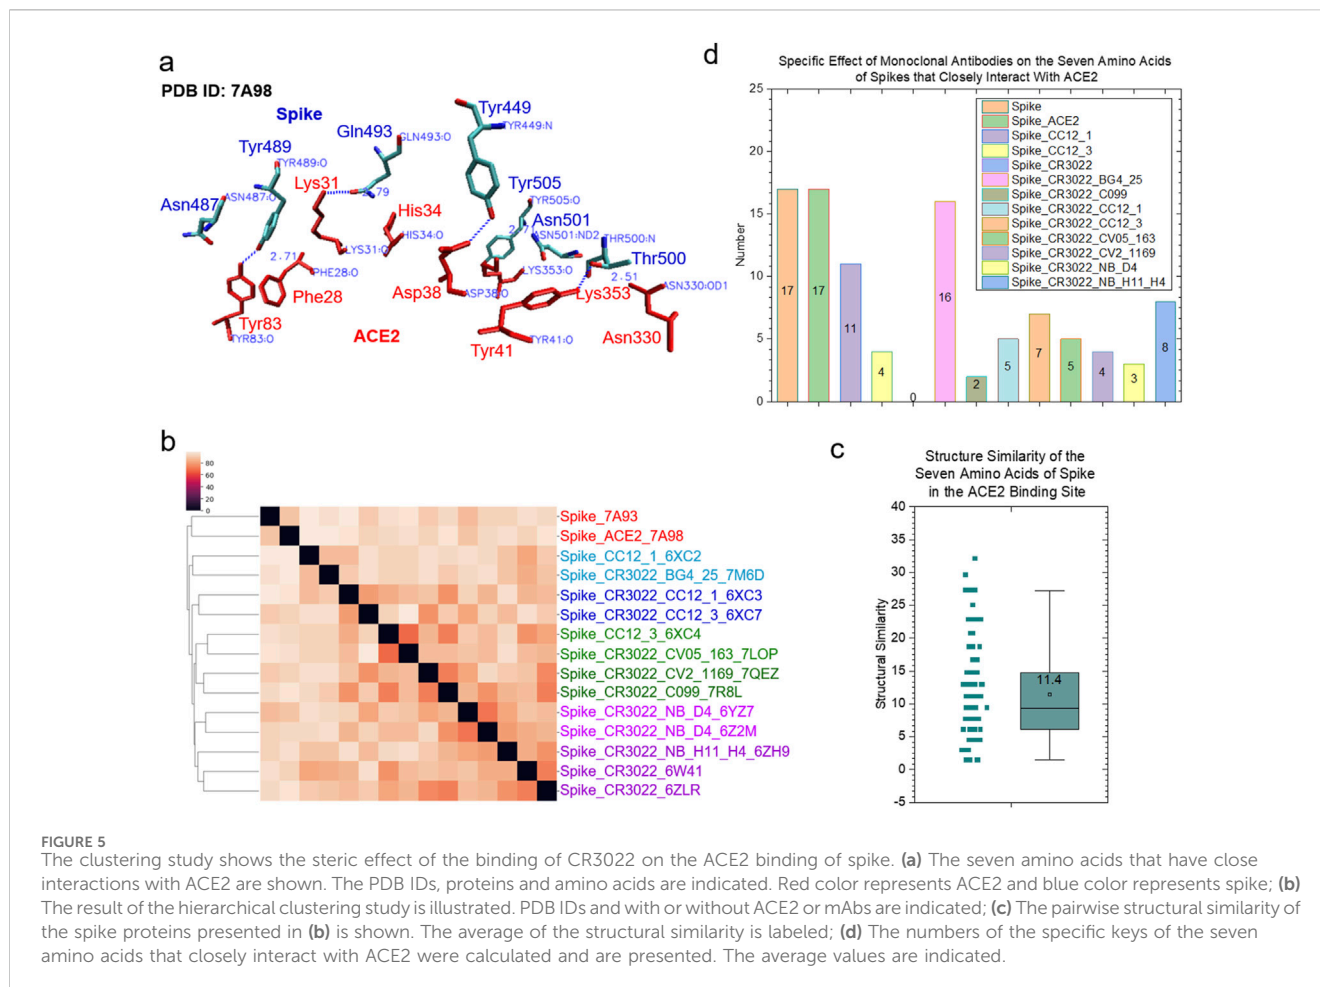 a
PDB ID: 7A98
Spike
Tyr449
TYR449:N
Gln493
GLN493:O
Tyr489
TYR489:O
Lys31
Tyr505
TYR505:O
Asn487
ASN487:O
His34
HIS34:O
Asn501
ASN501:ND2
THR500:N
Thr500
LYS31:O
2.71
PHE28:O
Phe28
Asp38
ASP38:O
LYS353:O
Lys353
2.51
ASN330:OD1
Tyr83
TYR83:O
ACE2
Tyr41
TYR41:O
Asn330
d
Specific Effect of Monoclonal Antibodies on the Seven Amino Acids
of Spikes that Closely Interact With ACE2
Number
25
20
15
10
5
0
17
17
11
4
0
16
2
5
7
5
4
3
8
Spike
Spike_ACE2
Spike_CC12_1
Spike_CC12_3
Spike_CR3022
Spike_CR3022_BG4_25
Spike_CR3022_C099
Spike_CR3022_CC12_1
Spike_CR3022_CC12_3
Spike_CR3022_CV05_163
Spike_CR3022_CV2_1169
Spike_CR3022_NB_D4
Spike_CR3022_NB_H11_H4
b
80
60
40
20
0
Spike_7A93
Spike_ACE2_7A98
Spike_CC12_1_6XC2
Spike_CR3022_BG4_25_7M6D
Spike_CR3022_CC12_1_6XC3
Spike_CR3022_CC12_3_6XC7
Spike_CC12_3_6XC4
Spike_CR3022_CV05_163_7LOP
Spike_CR3022_CV2_1169_7QEZ
Spike_CR3022_C099_7R8L
Spike_CR3022_NB_D4_6YZ7
Spike_CR3022_NB_D4_6Z2M
Spike_CR3022_NB_H11_H4_6ZH9
Spike_CR3022_6W41
Spike_CR3022_6ZLR
c
Structure Similarity of the
Seven Amino Acids of Spike
in the ACE2 Binding Site
Structural Similarity
40
35
30
25
20
15
10
5
0
-5
11.4
FIGURE 5
The clustering study shows the steric effect of the binding of CR3022 on the ACE2 binding of spike. (a) The seven amino acids that have close
interactions with ACE2 are shown. The PDB IDs, proteins and amino acids are indicated. Red color represents ACE2 and blue color represents spike; (b)
The result of the hierarchical clustering study is illustrated. PDB IDs and with or without ACE2 or mAbs are indicated; (c) The pairwise structural similarity of
the spike proteins presented in (b) is shown. The average of the structural similarity is labeled; (d) The numbers of the specific keys of the seven
amino acids that closely interact with ACE2 were calculated and are presented. The average values are indicated.